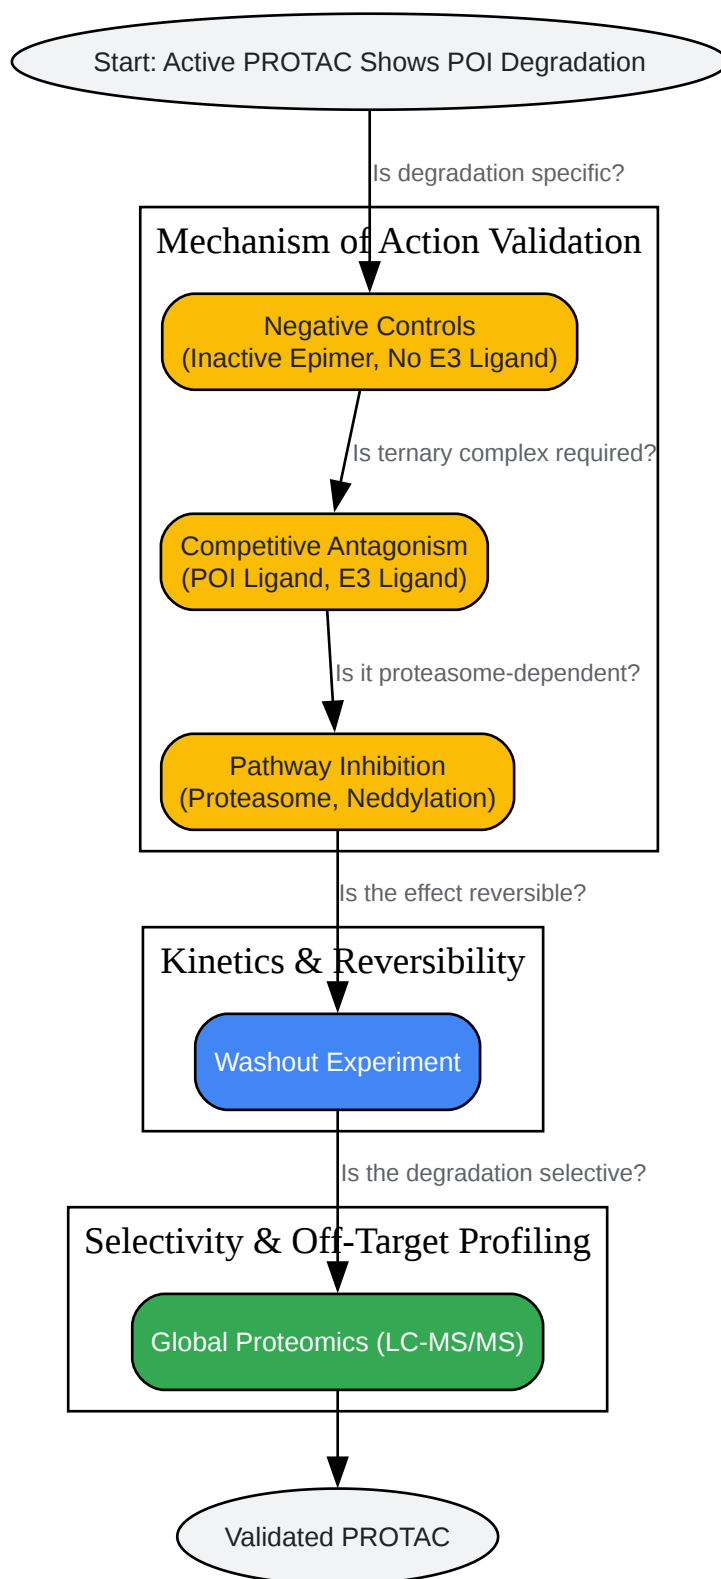 Start: Active PROTAC Shows POI Degradation
Is degradation specific?
Mechanism of Action Validation
Negative Controls
(Inactive Epimer, No E3 Ligand)
Is ternary complex required?
Competitive Antagonism
(POI Ligand, E3 Ligand)
Is it proteasome-dependent?
Pathway Inhibition
(Proteasome, Neddylation)
Is the effect reversible?
Kinetics & Reversibility
Washout Experiment
Is the degradation selective?
Selectivity & Off-Target Profiling
Global Proteomics (LC-MS/MS)
Validated PROTAC